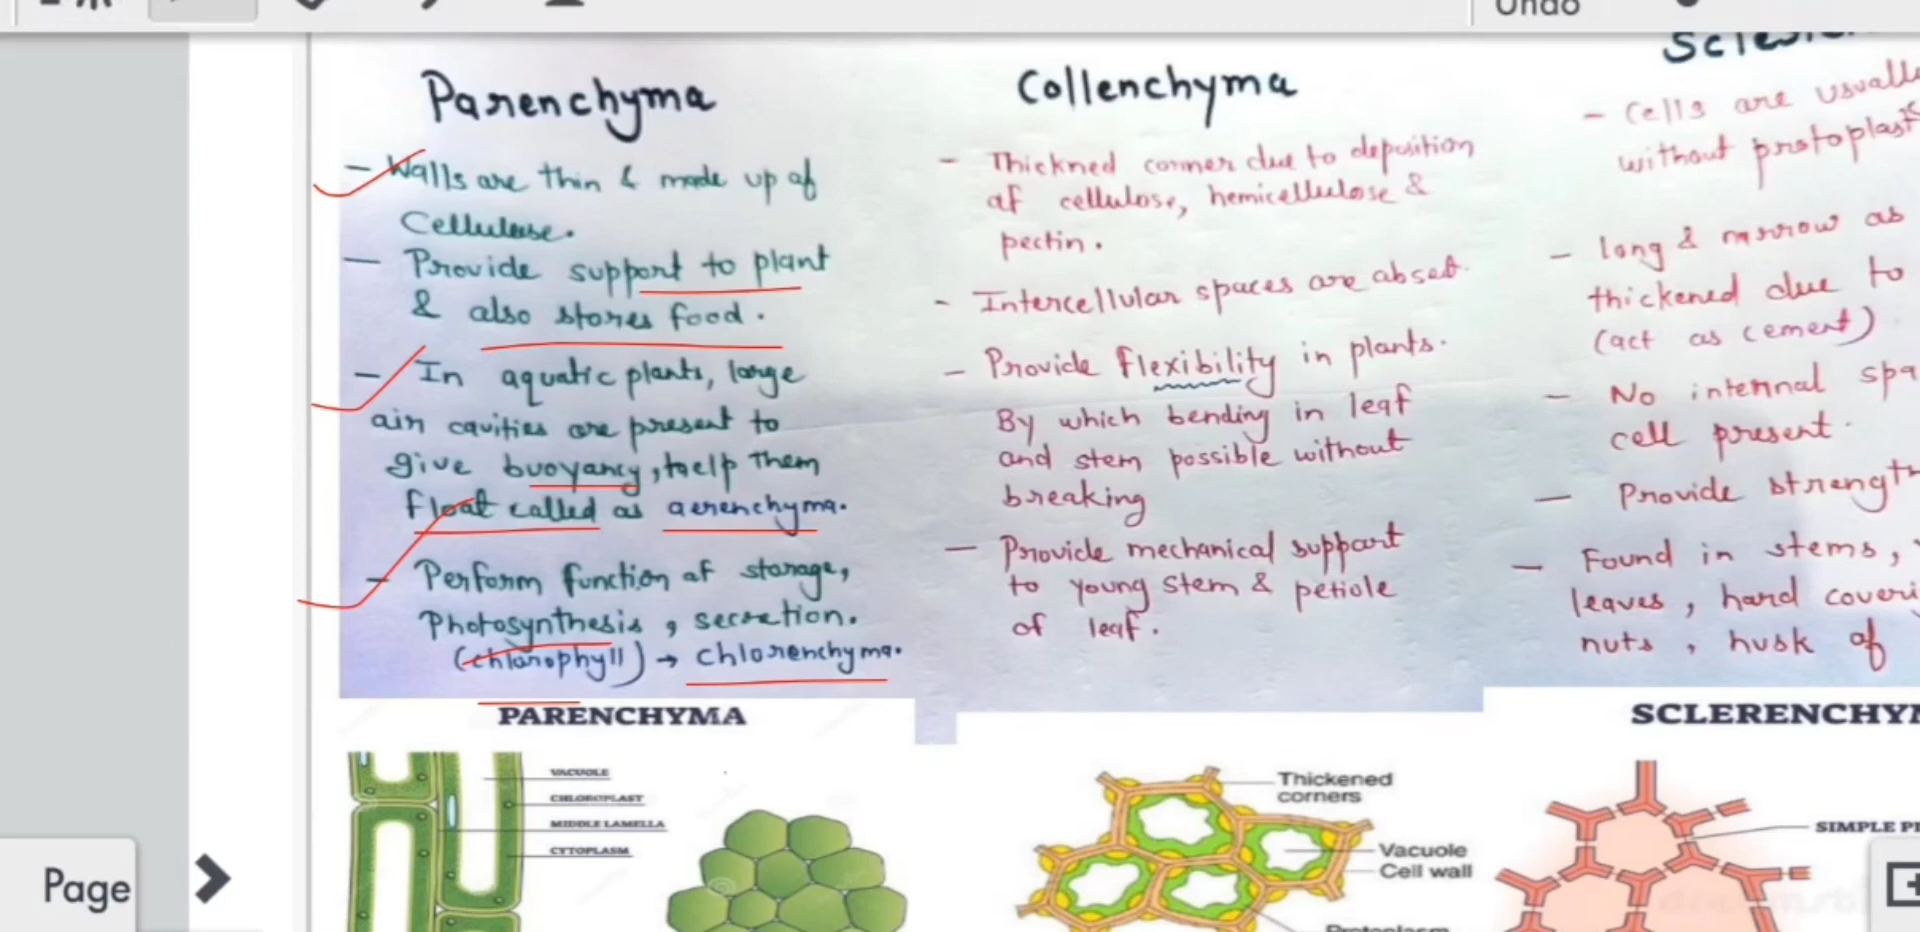 Undo
Parenchyma
- Walls are thin & made up of
Cellulose.
- Provide support to plant
& also stores food.
- In aquatic plants, large
air cavities are present to
give buoyancy, help them
float called as aerenchyma.
- Perform function of storage,
Photosynthesis, secretion.
(chlorophyll) → chlorenchyma.
Collenchyma
- Thickned corner due to deposition
of cellulose, hemicellulose &
pectin.
- Intercellular spaces are absent.
- Provide flexibility in plants.
By which bending in leaf
and stem possible without
breaking
- Provide mechanical support
to young stem & petiole
of leaf.
- Cells are
without protoplast
- long & narrow as
thickened due to
(act as cement)
- No internal
cell present.
- Provide
- Found in stems,
leaves, hard
nuts, husk of
PARENCHYMA
VACUOLE
CHLOROPLAST
MIDDLE LAMELLA
CYTOPLASM
Thickened
corners
Vacuole
Cell wall
Protoplasm
SIMPLE
Page